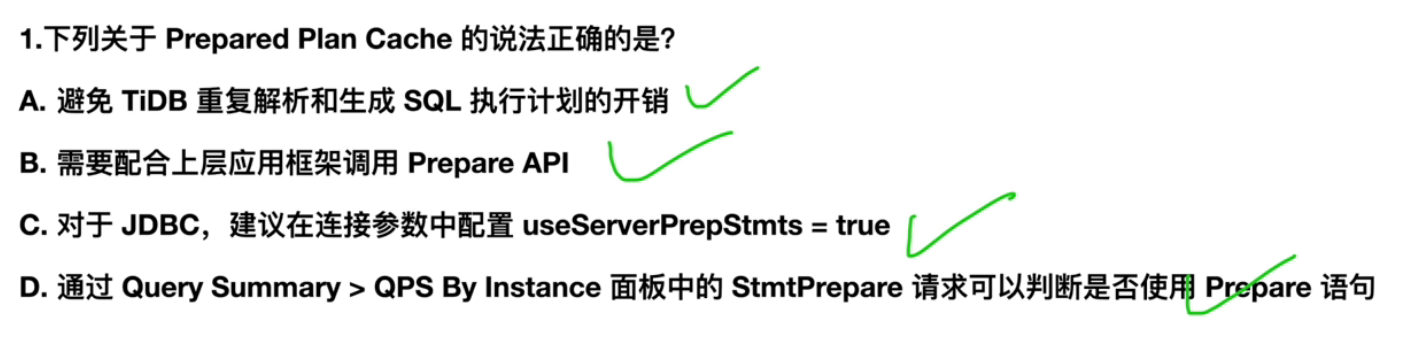 1.下列关于 Prepared Plan Cache 的说法正确的是?
A. 避免 TiDB 重复解析和生成 SQL 执行计划的开销
B. 需要配合上层应用框架调用 Prepare API
C. 对于 JDBC，建议在连接参数中配置 useServerPrepStmts = true
D. 通过 Query Summary > QPS By Instance 面板中的 StmtPrepare 请求可以判断是否使用 Prepare 语句